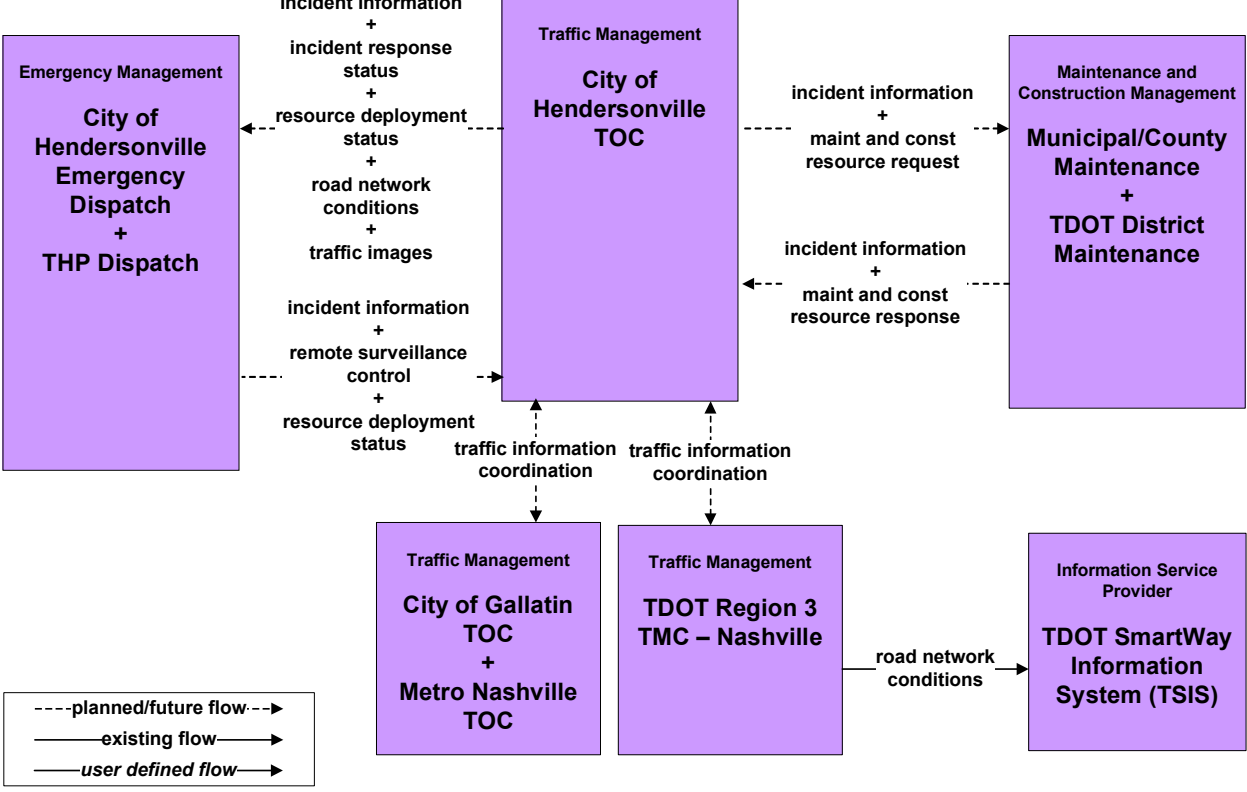 incident information
+
incident response
status
+
resource deployment
status
+
road network
conditions
+
traffic images
Emergency Management
City of
Hendersonville
Emergency
Dispatch
+
THP Dispatch
Traffic Management
City of
Hendersonville
TOC
incident information
+
maint and const
resource request
Maintenance and
Construction Management
Municipal/County
Maintenance
+
TDOT District
Maintenance
incident information
+
maint and const
resource response
incident information
+
remote surveillance
control
+
resource deployment
status
traffic information
coordination
traffic information
coordination
Traffic Management
City of Gallatin
TOC
+
Metro Nashville
TOC
Traffic Management
TDOT Region 3
TMC – Nashville
road network
conditions
Information Service
Provider
TDOT SmartWay
Information
System (TSIS)
planned/future flow
existing flow
user defined flow